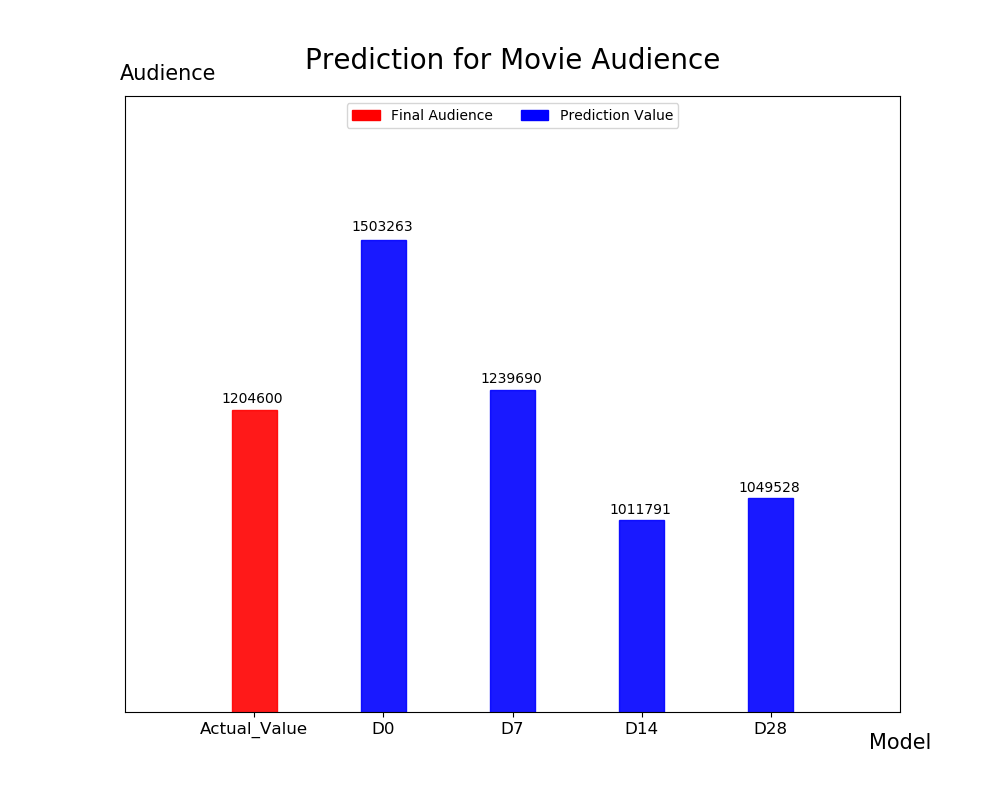 Prediction for Movie Audience
Audience
Final Audience Prediction Value
1503263
1239690
1204600
1049528
1011791
Actual_Value D0 D7 D14 D28
Model